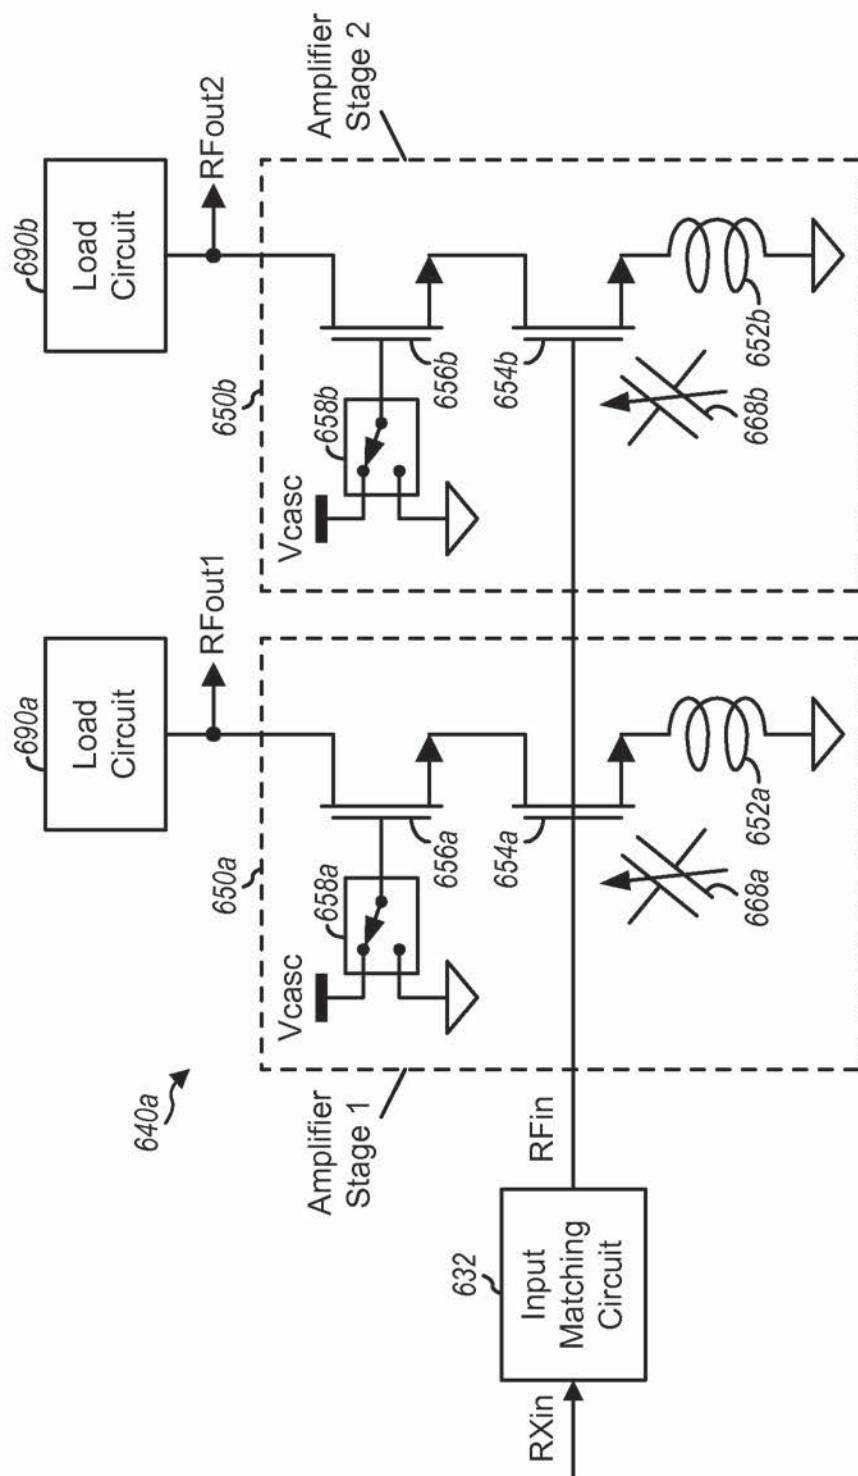 640a
690a
Load
Circuit
RFout1
690b
Load
Circuit
RFout2
Amplifier
Stage 1
650a
Vcasc
658a
656a
654a
668a
652a
650b
Vcasc
658b
656b
654b
668b
652b
Amplifier
Stage 2
RXin
632
Input
Matching
Circuit
RFin